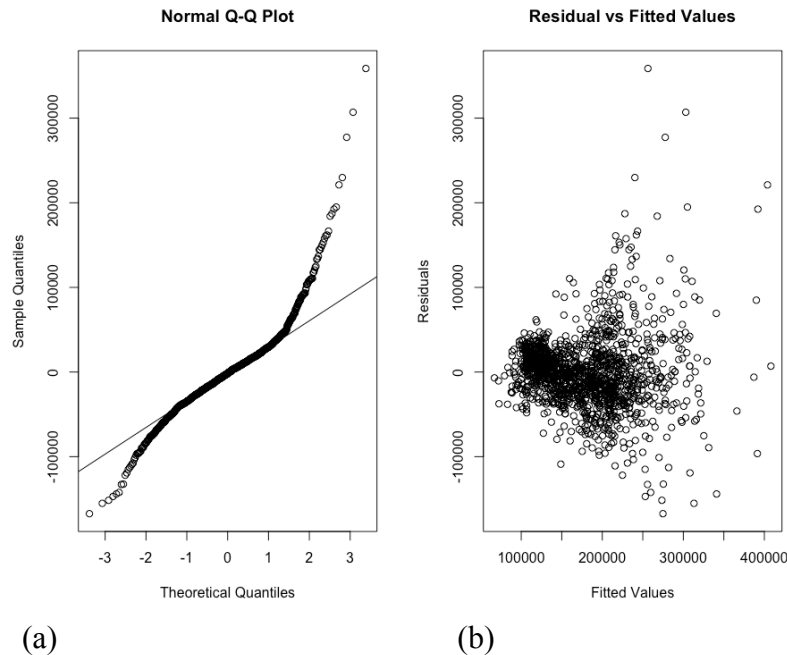 Normal Q-Q Plot
Residual vs Fitted Values
Sample Quantiles
300000
200000
100000
0
-100000
-3 -2 -1 0 1 2 3
Theoretical Quantiles
Residuals
300000
200000
100000
0
-100000
100000 200000 300000 400000
Fitted Values
(a)
(b)